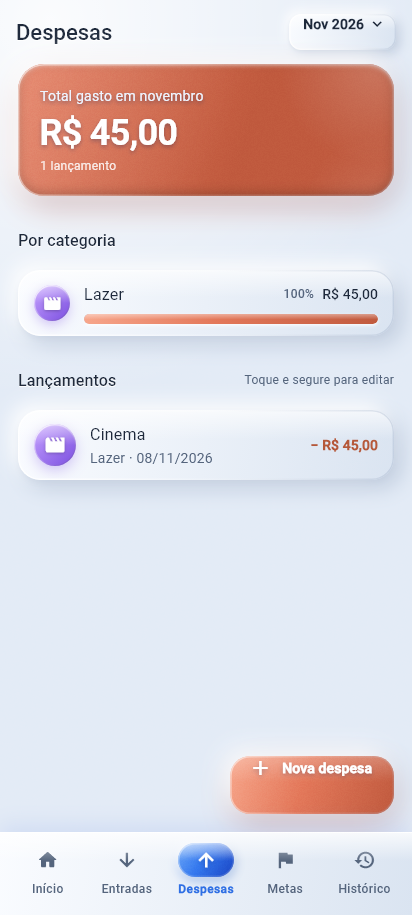 Despesas
Nov 2026
Total gasto em novembro
R$ 45,00
1 lançamento
Por categoria
Lazer 100% R$ 45,00
Lançamentos Toque e segure para editar
Cinema
Lazer · 08/11/2026
− R$ 45,00
Nova despesa
Início Entradas Despesas Metas Histórico